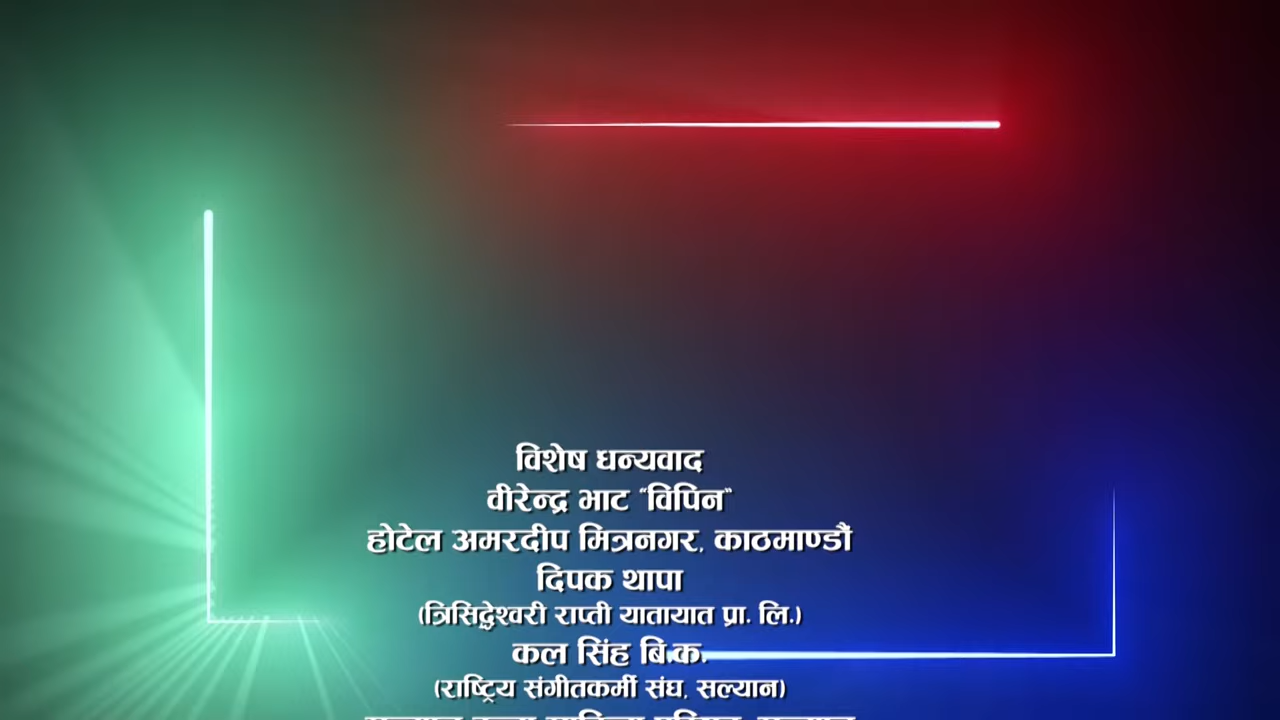 विशेष धन्यवाद
वीरेन्द्र भाट "विपिन"
होटेल अमरदीप मित्रनगर, काठमाण्डौं
दिपक थापा
(त्रिसिद्धेश्वरी राप्ती यातायात प्रा. लि.)
कल सिंह बि.क.
(राष्ट्रिय संगीतकर्मी संघ, सल्यान)